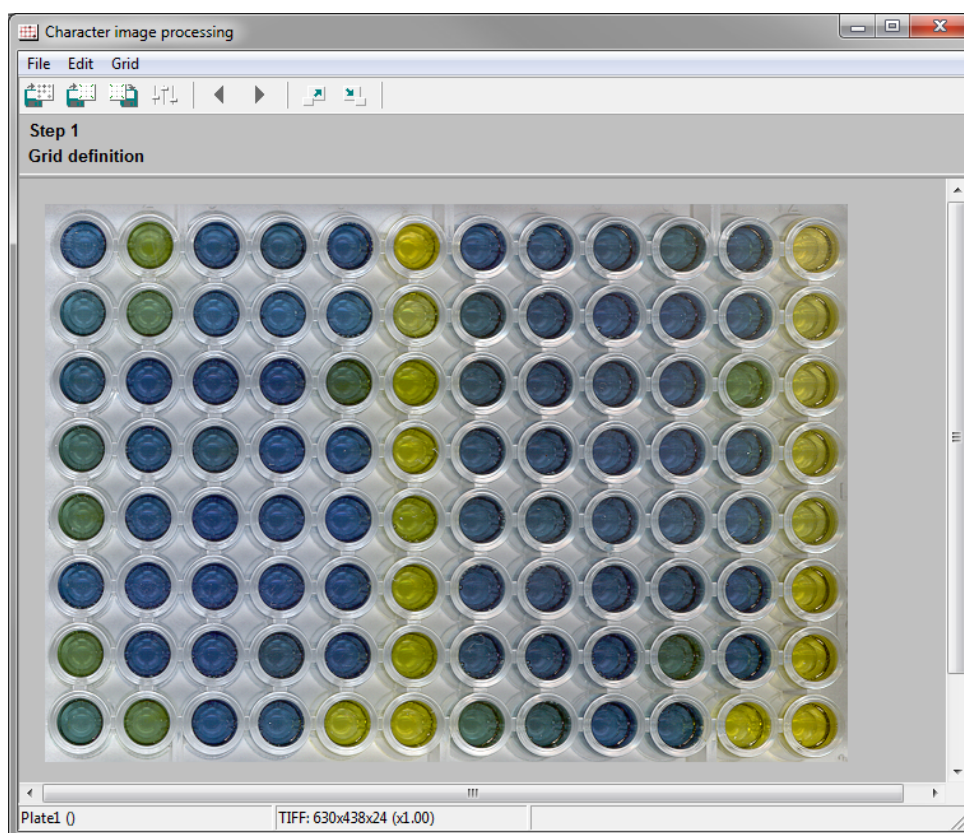 Character image processing
File Edit Grid
Step 1
Grid definition
Plate1 () TIFF: 630x438x24 (x1.00)